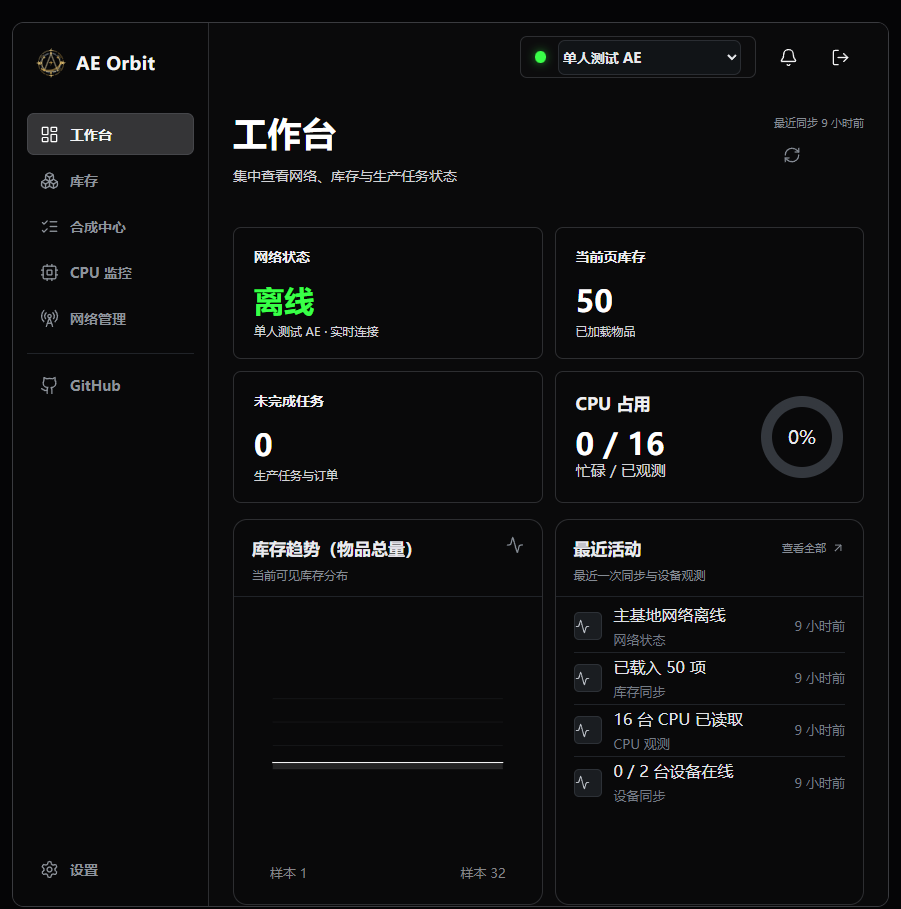 AE Orbit
单人测试 AE
工作台
库存
合成中心
CPU 监控
网络管理
GitHub
设置
工作台
集中查看网络、库存与生产任务状态
最近同步 9 小时前
网络状态
离线
单人测试 AE · 实时连接
当前页库存
50
已加载物品
未完成任务
0
生产任务与订单
CPU 占用
0 / 16
忙碌 / 已观测
0%
库存趋势（物品总量）
当前可见库存分布
样本 1
样本 32
最近活动
查看全部
最近一次同步与设备观测
主基地网络离线
网络状态
9 小时前
已载入 50 项
库存同步
9 小时前
16 台 CPU 已读取
CPU 观测
9 小时前
0 / 2 台设备在线
设备同步
9 小时前